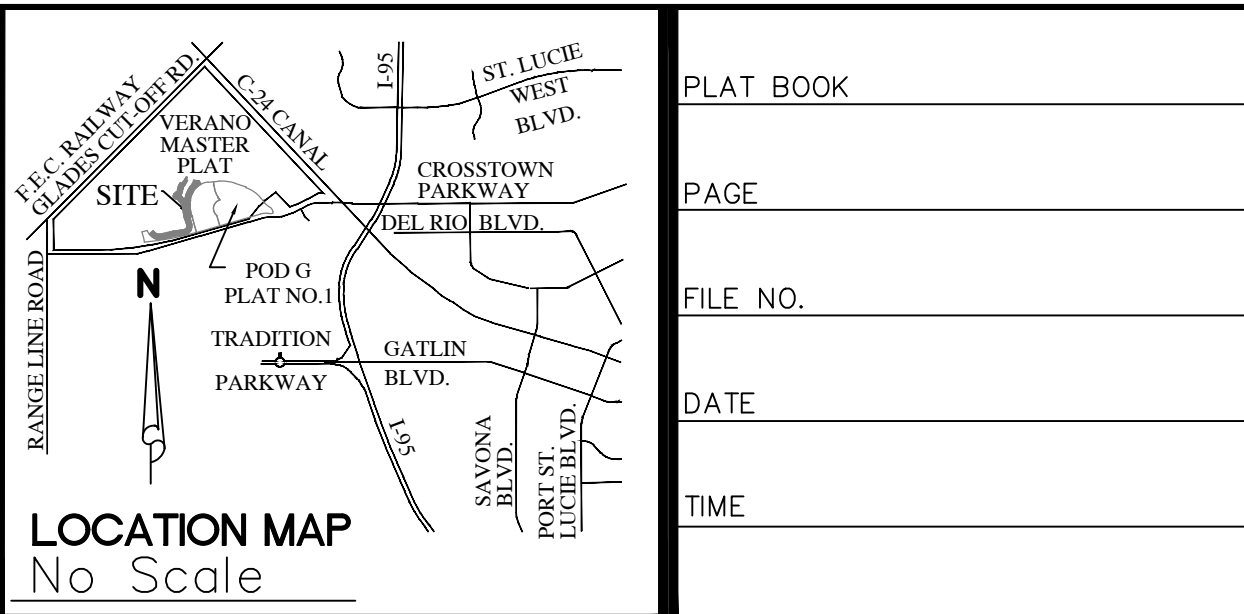 F.E.C. RAILWAY
GLADES CUT-OFF RD.
C-24 CANAL
VERANO
MASTER
PLAT
SITE
I-95
ST. LUCIE
WEST
BLVD.
CROSSTOWN
PARKWAY
DEL RIO BLVD.
RANGE LINE ROAD
N
POD G
PLAT NO.1
TRADITION
PARKWAY
GATLIN
BLVD.
I-95
SAVONA
BLVD.
PORT ST.
LUCIE BLVD.
LOCATION MAP
No Scale
PLAT BOOK
PAGE
FILE NO.
DATE
TIME